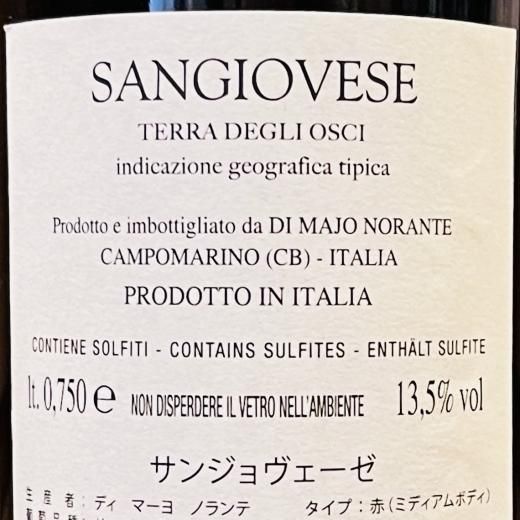 SANGIOVESE
TERRA DEGLI OSCI
indicazione geografica tipica
Prodotto e imbottigliato da DI MAJO NORANTE
CAMPOMARINO (CB) - ITALIA
PRODOTTO IN ITALIA
CONTIENE SOLFITI - CONTAINS SULFITES - ENTHÄLT SULFITE
lt. 0,750 e NON DISPERDERE IL VETRO NELL'AMBIENTE 13,5% vol
サンジョヴェーゼ
生産者：ディ マーヨ ノランテ タイプ：赤（ミディアムボディ）